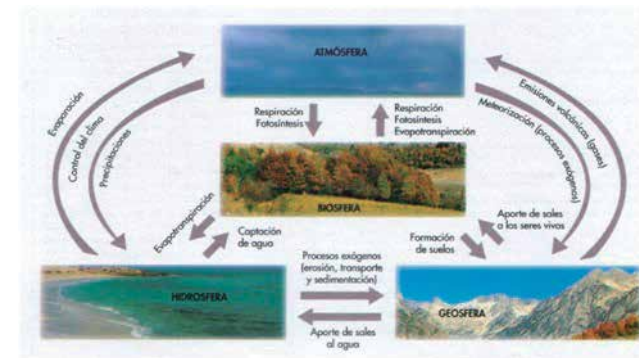 ATMÓSFERA
Evaporación
Control del clima
Precipitaciones
Respiración
Fotosíntesis
Respiración
Fotosíntesis
Evapotranspiración
Emisiones volcánicas (gases)
Meteorización (procesos exógenos)
BIOSFERA
Evapotranspiración
Captación
de agua
Formación
de suelos
Aporte de sales
a los seres vivos
Procesos exógenos
(erosión, transporte
y sedimentación)
HIDROSFERA
GEOSFERA
Aporte de sales
al agua